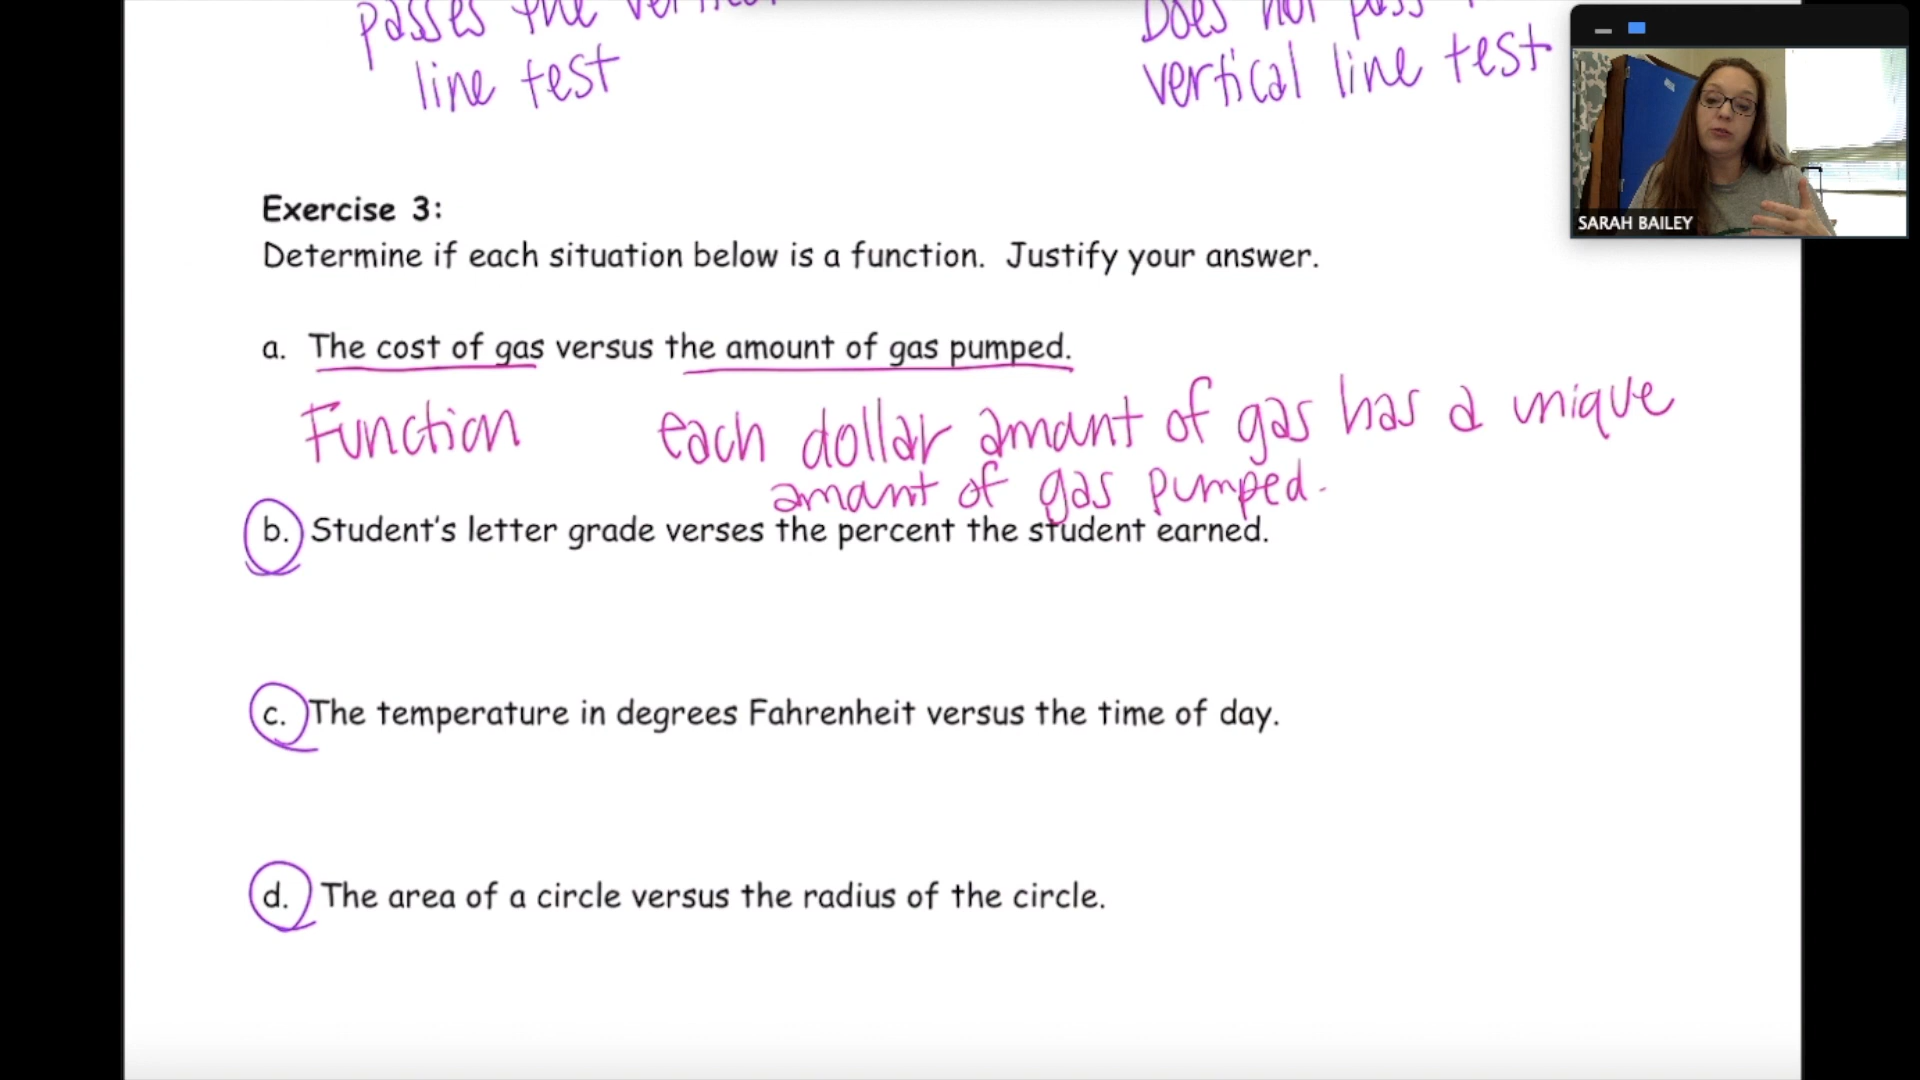 passes the vertical
line test
Does not pass
vertical line test
SARAH BAILEY
Exercise 3:
Determine if each situation below is a function. Justify your answer.
a. The cost of gas versus the amount of gas pumped.
Function each dollar amant of gas has a unique
amant of gas pumped.
b. Student's letter grade verses the percent the student earned.
c. The temperature in degrees Fahrenheit versus the time of day.
d. The area of a circle versus the radius of the circle.